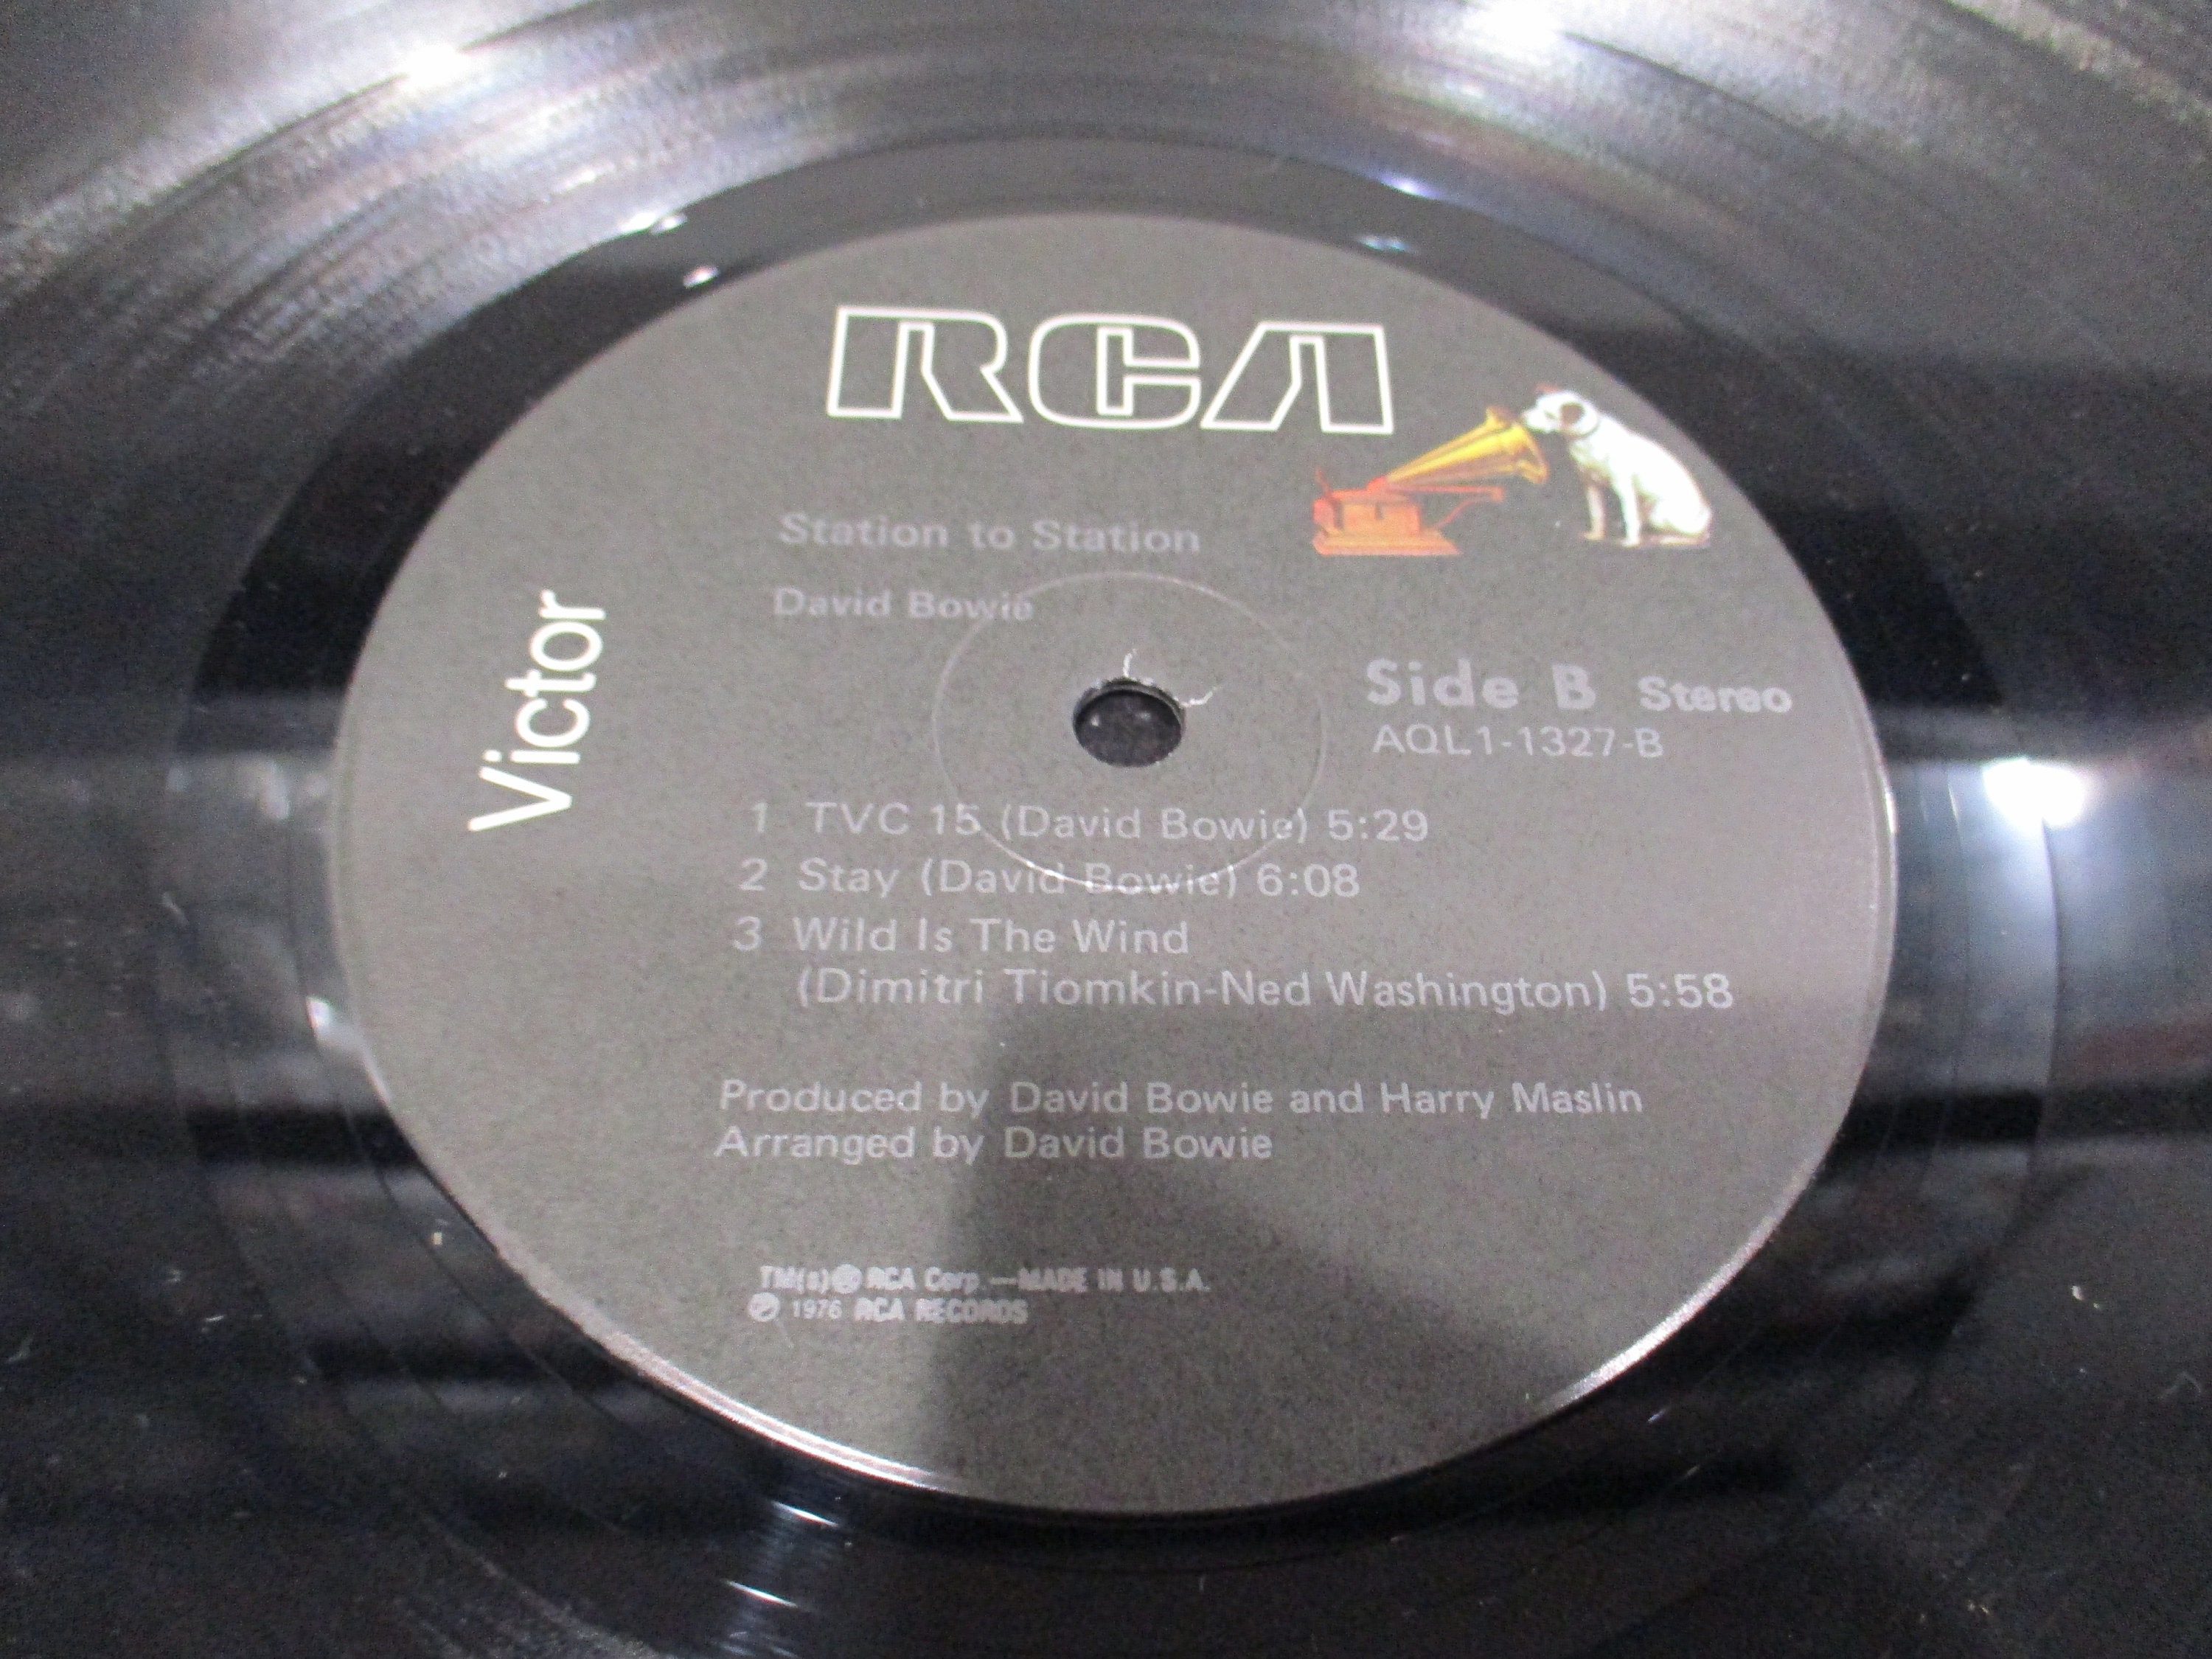 RCA
Victor
Station to Station
David Bowie
Side B Stereo
AQL1-1327-B
1 TVC 15 (David Bowie) 5:29
2 Stay (David Bowie) 6:08
3 Wild Is The Wind
(Dimitri Tiomkin-Ned Washington) 5:58
Produced by David Bowie and Harry Maslin
Arranged by David Bowie
TM(s) ® RCA Corp.—MADE IN U.S.A.
℗ 1976 RCA RECORDS